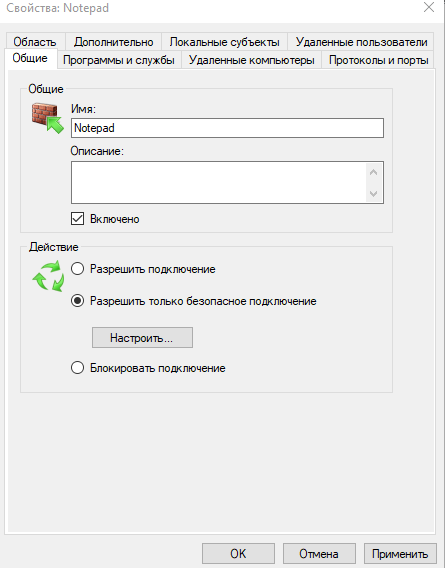 Свойства: Notepad
Область Дополнительно Локальные субъекты Удаленные пользователи
Общие Программы и службы Удаленные компьютеры Протоколы и порты
Общие
Имя:
Notepad
Описание:
Включено
Действие
Разрешить подключение
Разрешить только безопасное подключение
Настроить...
Блокировать подключение
OK Отмена Применить